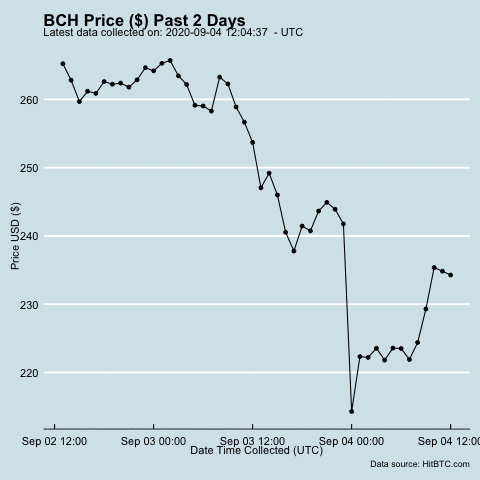 BCH Price ($) Past 2 Days
Latest data collected on: 2020-09-04 12:04:37 - UTC
260
250
240
230
220
Price USD ($)
Sep 02 12:00 Sep 03 00:00 Sep 03 12:00 Sep 04 00:00 Sep 04 12:00
Date Time Collected (UTC)
Data source: HitBTC.com